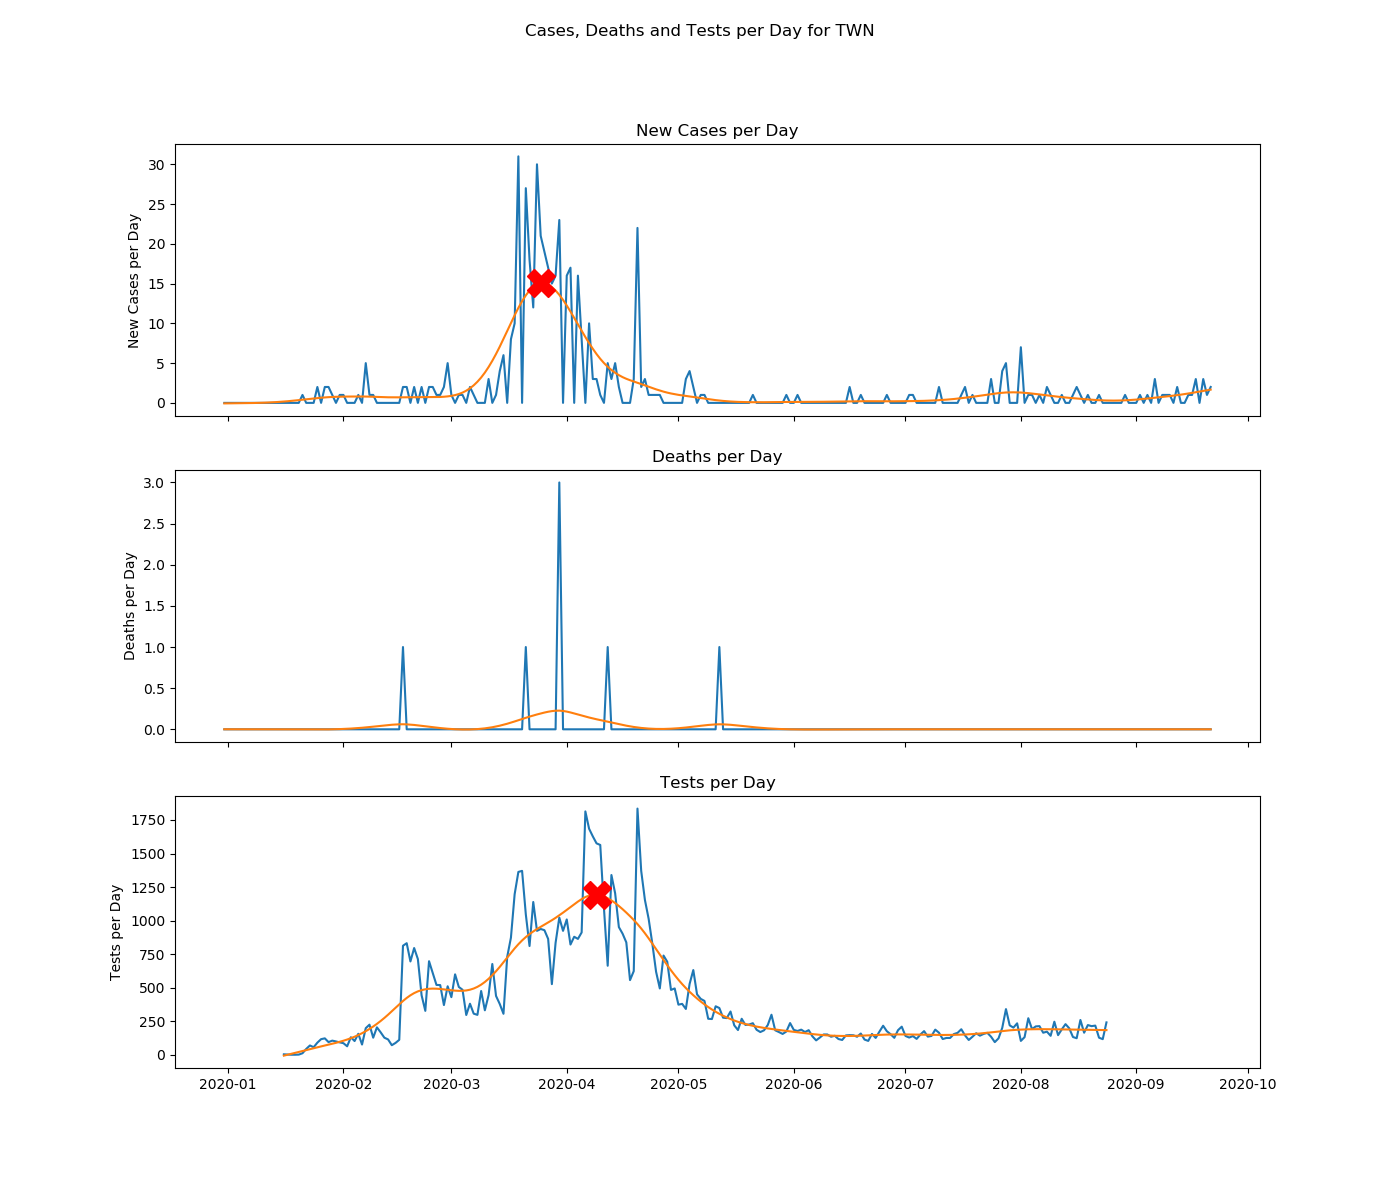 Cases, Deaths and Tests per Day for TWN
New Cases per Day
New Cases per Day
30
25
20
15
10
5
0
Deaths per Day
Deaths per Day
3.0
2.5
2.0
1.5
1.0
0.5
0.0
Tests per Day
Tests per Day
1750
1500
1250
1000
750
500
250
0
2020-01 2020-02 2020-03 2020-04 2020-05 2020-06 2020-07 2020-08 2020-09 2020-10